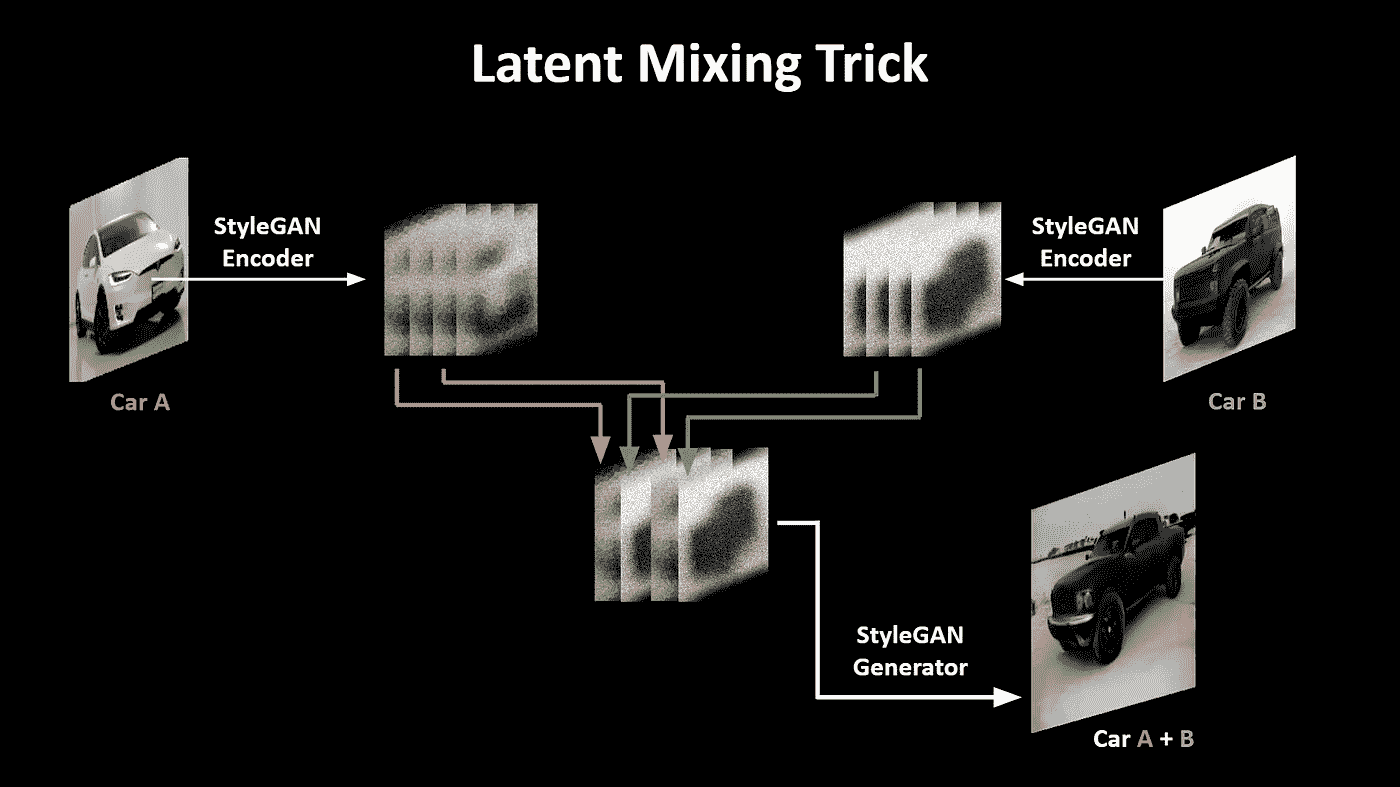 Latent Mixing Trick
StyleGAN
Encoder
StyleGAN
Encoder
Car A
Car B
StyleGAN
Generator
Car A + B